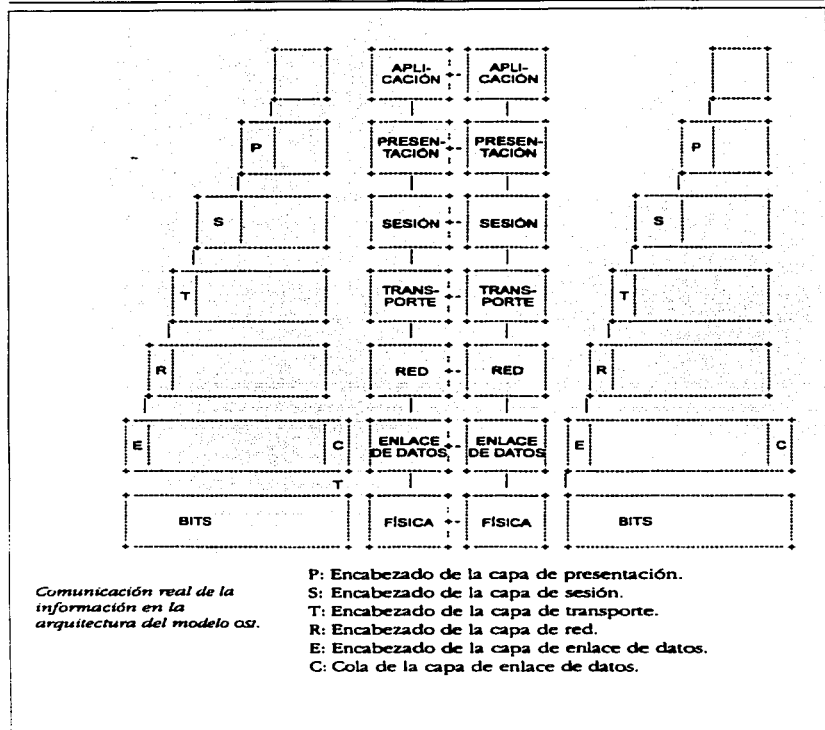 APLI-
CACIÓN
APLI-
CACIÓN
P
PRESEN-
TACIÓN
PRESEN-
TACIÓN
P
S
SESIÓN
SESIÓN
S
T
TRANS-
PORTE
TRANS-
PORTE
T
R
RED
RED
R
E
C
ENLACE
DE DATOS
ENLACE
DE DATOS
E
C
T
BITS
FÍSICA
FÍSICA
BITS
Comunicación real de la
información en la
arquitectura del modelo OSI.
P: Encabezado de la capa de presentación.
S: Encabezado de la capa de sesión.
T: Encabezado de la capa de transporte.
R: Encabezado de la capa de red.
E: Encabezado de la capa de enlace de datos.
C: Cola de la capa de enlace de datos.